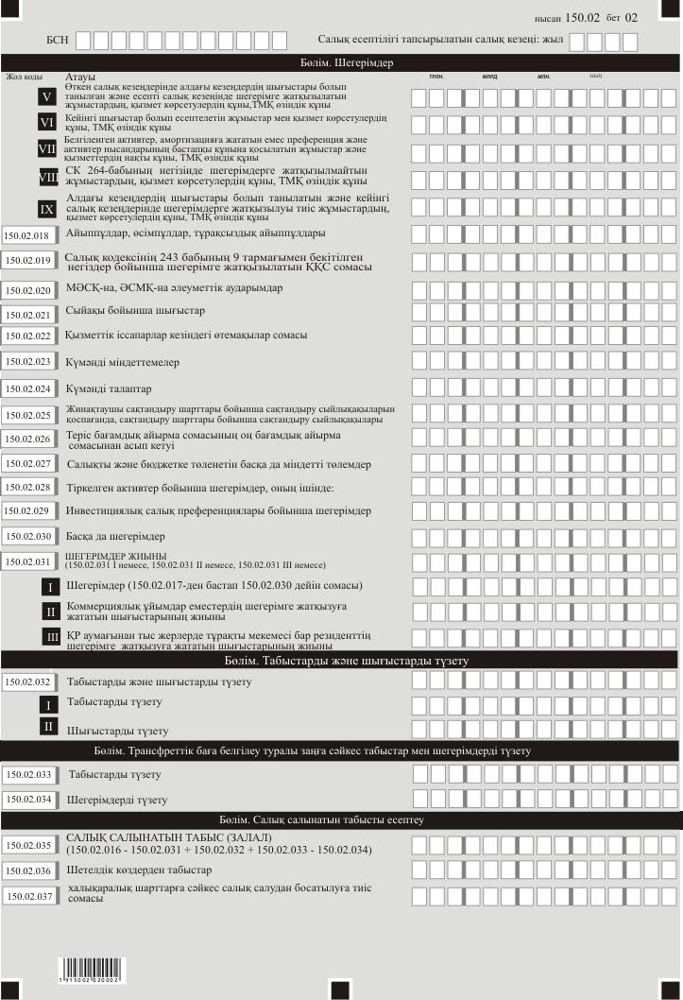 нысан 150.02 бет 02
БСН Салық есептілігі тапсырылатын салық кезеңі: жыл
Бөлім. Шегерімдер
Жол коды Атауы ТРЛН. МЛРД. МЛН. МЫҢ
V Өткен салық кезеңдерінде алдағы кезеңдердің шығыстары болып
танылған және есепті салық кезеңінде шегерімге жатқызылатын
жұмыстардың, қызмет көрсетулердің құны,ТМҚ өзіндік құны
VI Кейінгі шығыстар болып есептелетін жұмыстар мен қызмет көрсетулердің
құны, ТМҚ өзіндік құны
VII Белгіленген активтер, амортизацияға жататын емес преференция және
активтер нысандарының бастапқы құнына қосылатын жұмыстар және
қызметтердің нақты құны, ТМҚ өзіндік құны
VIII СК 264-бабының негізінде шегерімдерге жатқызылмайтын
жұмыстардың, қызмет көрсетулердің құны, ТМҚ өзіндік құны
IX Алдағы кезеңдердің шығыстары болып танылатын және кейінгі
салық кезеңдерінде шегерімдерге жатқызылуы тиіс жұмыстардың,
қызмет көрсетулердің құны, ТМҚ өзіндік құны
150.02.018 Айыппұлдар, өсімпұлдар, тұрақсыздық айыппұлдары
150.02.019 Салық кодексінің 243 бабының 9 тармағымен бекітілген
негіздер бойынша шегерімге жатқызылатын ҚҚС сомасы
150.02.020 МӘСҚ-на, ӘСМҚ-на әлеуметтік аударымдар
150.02.021 Сыйақы бойынша шығыстар
150.02.022 Қызметтік іссапарлар кезіндегі өтемақылар сомасы
150.02.023 Күмәнді міндеттемелер
150.02.024 Күмәнді талаптар
150.02.025 Жинақтаушы сақтандыру шарттары бойынша сақтандыру сыйлықақыларын
қоспағанда, сақтандыру шарттары бойынша сақтандыру сыйлықақылары
150.02.026 Теріс бағамдық айырма сомасының оң бағамдық айырма
сомасынан асып кетуі
150.02.027 Салықты және бюджетке төленетін басқа да міндетті төлемдер
150.02.028 Тіркелген активтер бойынша шегерімдер, оның ішінде:
150.02.029 Инвестициялық салық преференциялары бойынша шегерімдер
150.02.030 Басқа да шегерімдер
150.02.031 ШЕГЕРІМДЕР ЖИЫНЫ
(150.02.031 I немесе, 150.02.031 II немесе, 150.02.031 III немесе)
I Шегерімдер (150.02.017-ден бастап 150.02.030 дейін сомасы)
II Коммерциялық ұйымдар еместердің шегерімге жатқызуға
жататын шығыстарының жиыны
III ҚР аумағынан тыс жерлерде тұрақты мекемесі бар резиденттің
шегерімге жатқызуға жататын шығыстарының жиыны
Бөлім. Табыстарды және шығыстарды түзету
150.02.032 Табыстарды және шығыстарды түзету
I Табыстарды түзету
II Шығыстарды түзету
Бөлім. Трансфреттік баға белгілеу туралы заңға сәйкес табыстар мен шегерімдерді түзету
150.02.033 Табыстарды түзету
150.02.034 Шегерімдерді түзету
Бөлім. Салық салынатын табысты есептеу
150.02.035 САЛЫҚ САЛЫНАТЫН ТАБЫС (ЗАЛАЛ)
(150.02.016 - 150.02.031 + 150.02.032 + 150.02.033 - 150.02.034)
150.02.036 Шетелдік көздерден табыстар
150.02.037 халықаралық шарттарға сәйкес салық салудан босатылуға тиіс
сомасы
1915002020002